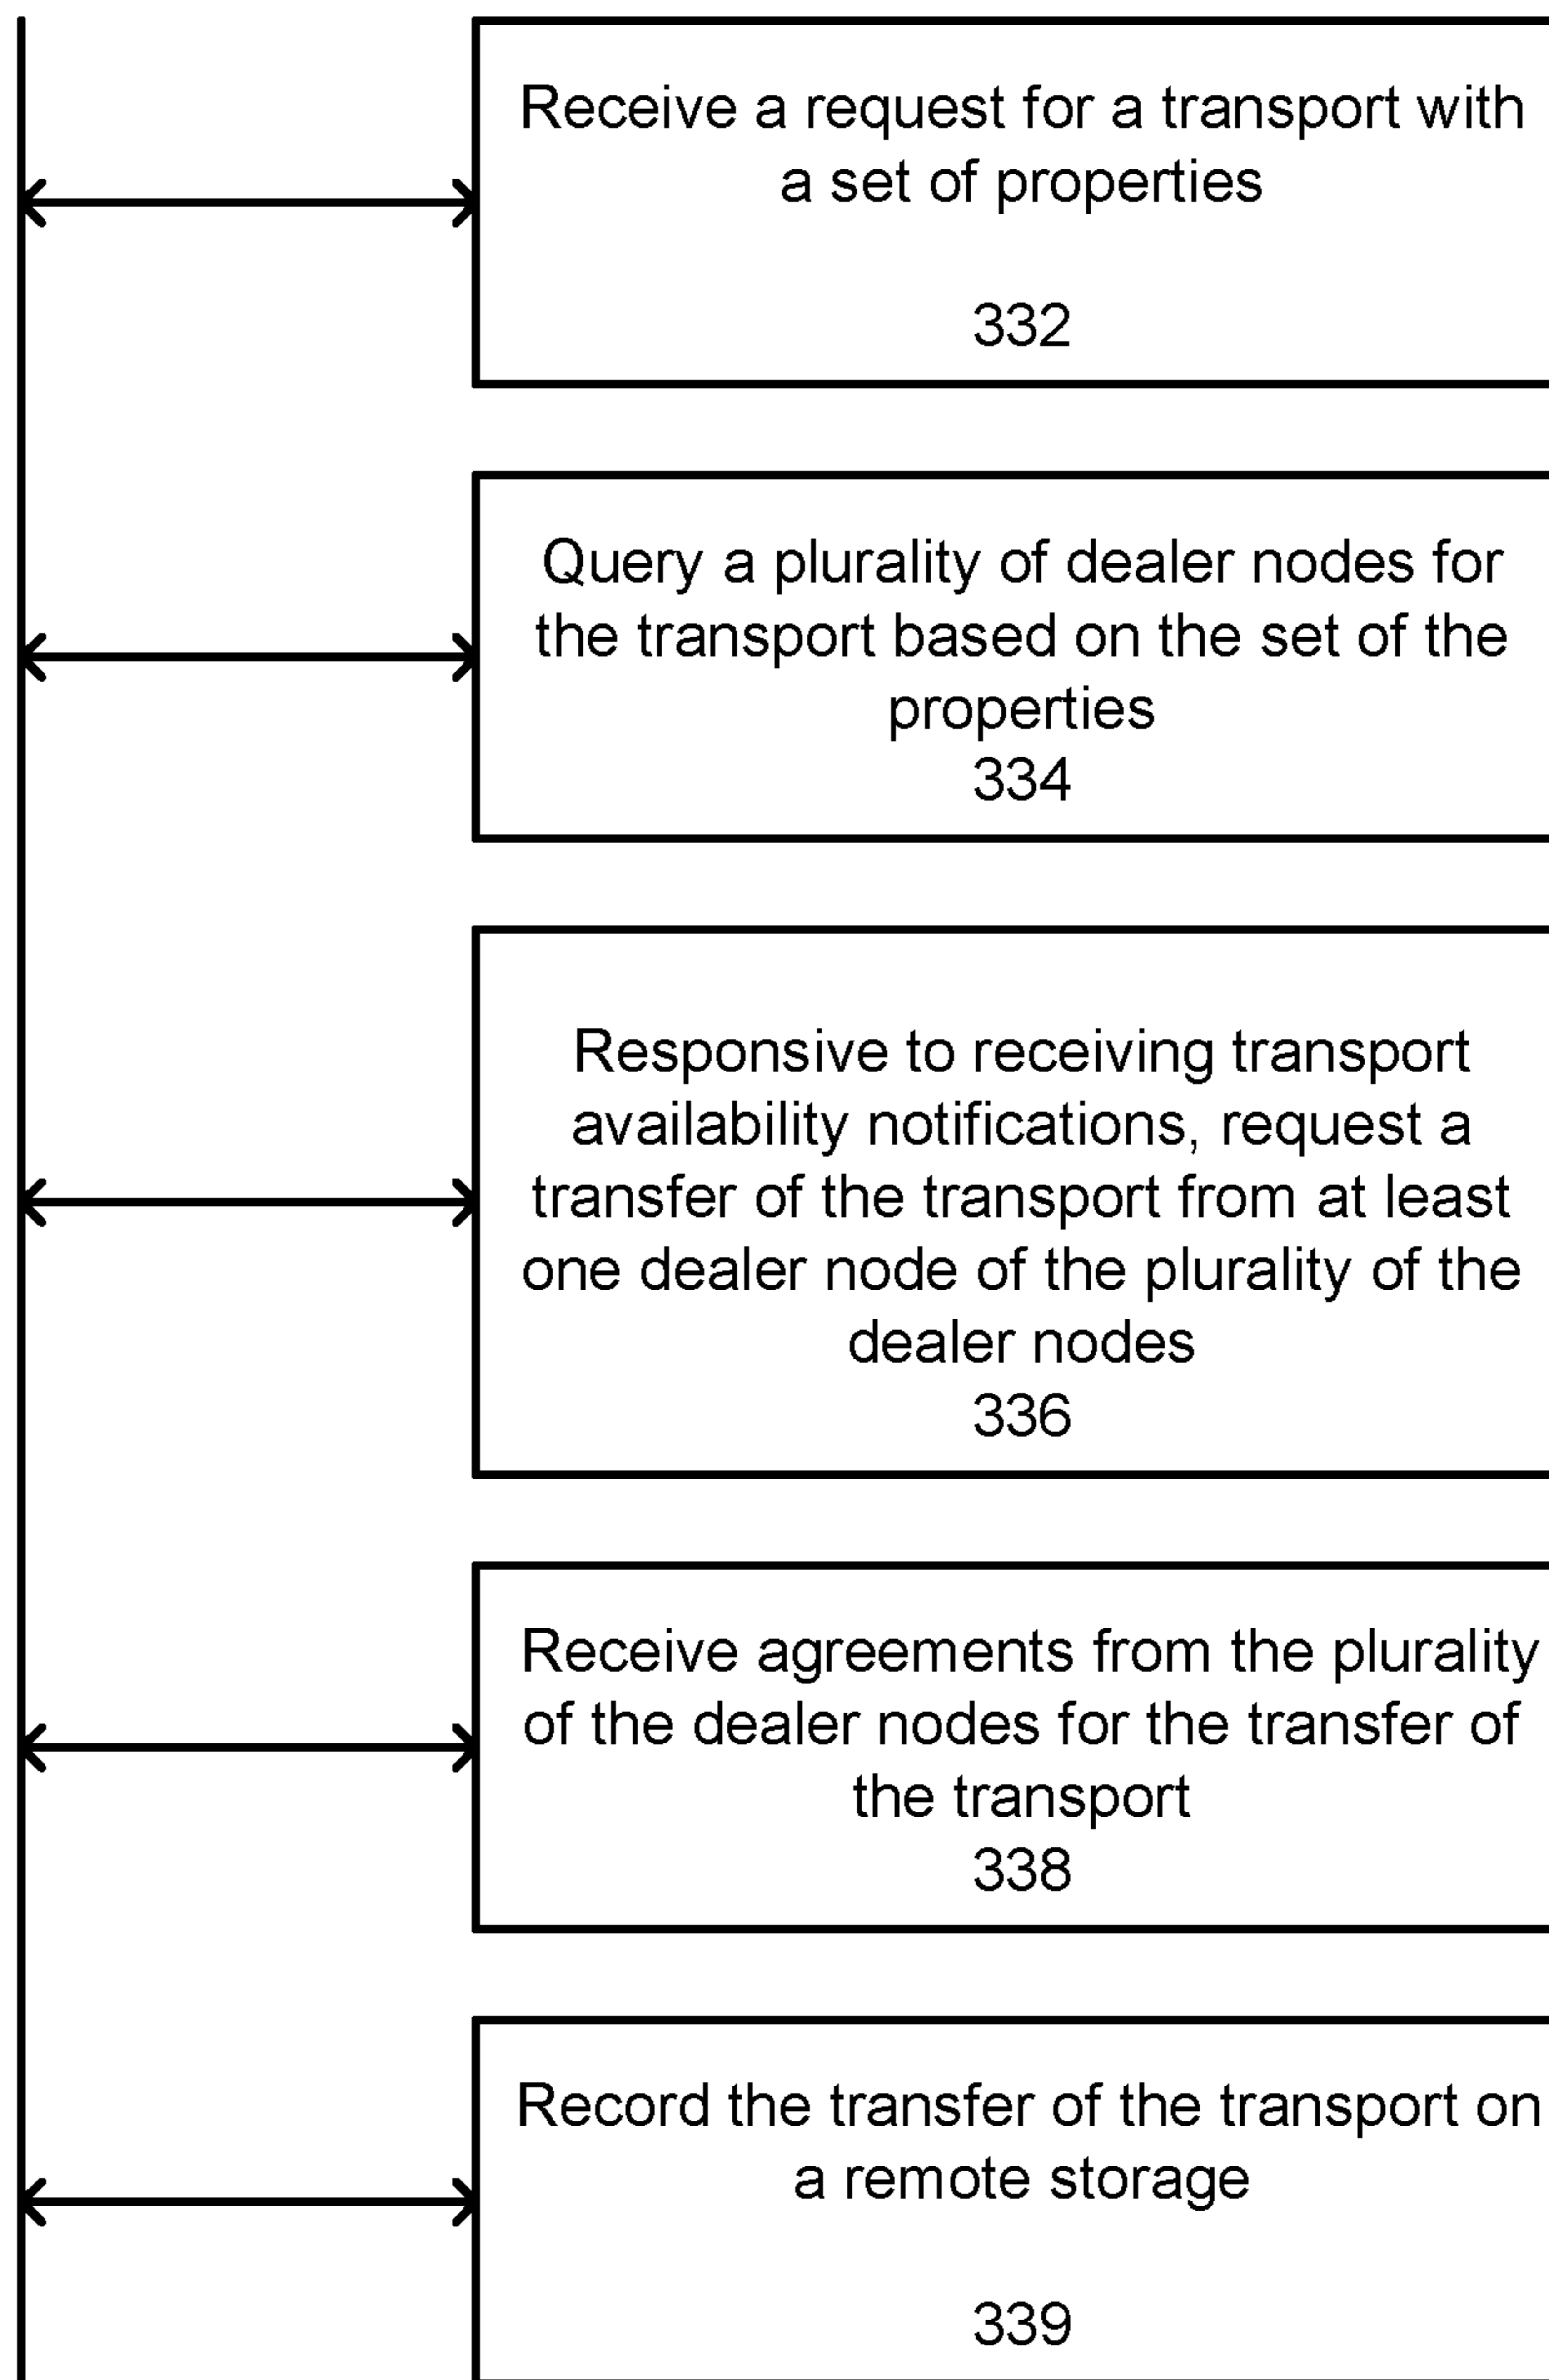 Receive a request for a transport with
a set of properties
332
Query a plurality of dealer nodes for
the transport based on the set of the
properties
334
Responsive to receiving transport
availability notifications, request a
transfer of the transport from at least
one dealer node of the plurality of the
dealer nodes
336
Receive agreements from the plurality
of the dealer nodes for the transfer of
the transport
338
Record the transfer of the transport on
a remote storage
339